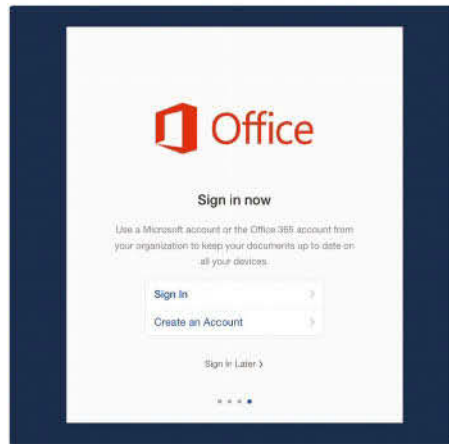 Office
Sign in now
Use a Microsoft account or the Office 365 account from
your organization to keep your documents up to date on
all your devices.
Sign In
Create an Account
Sign In Later